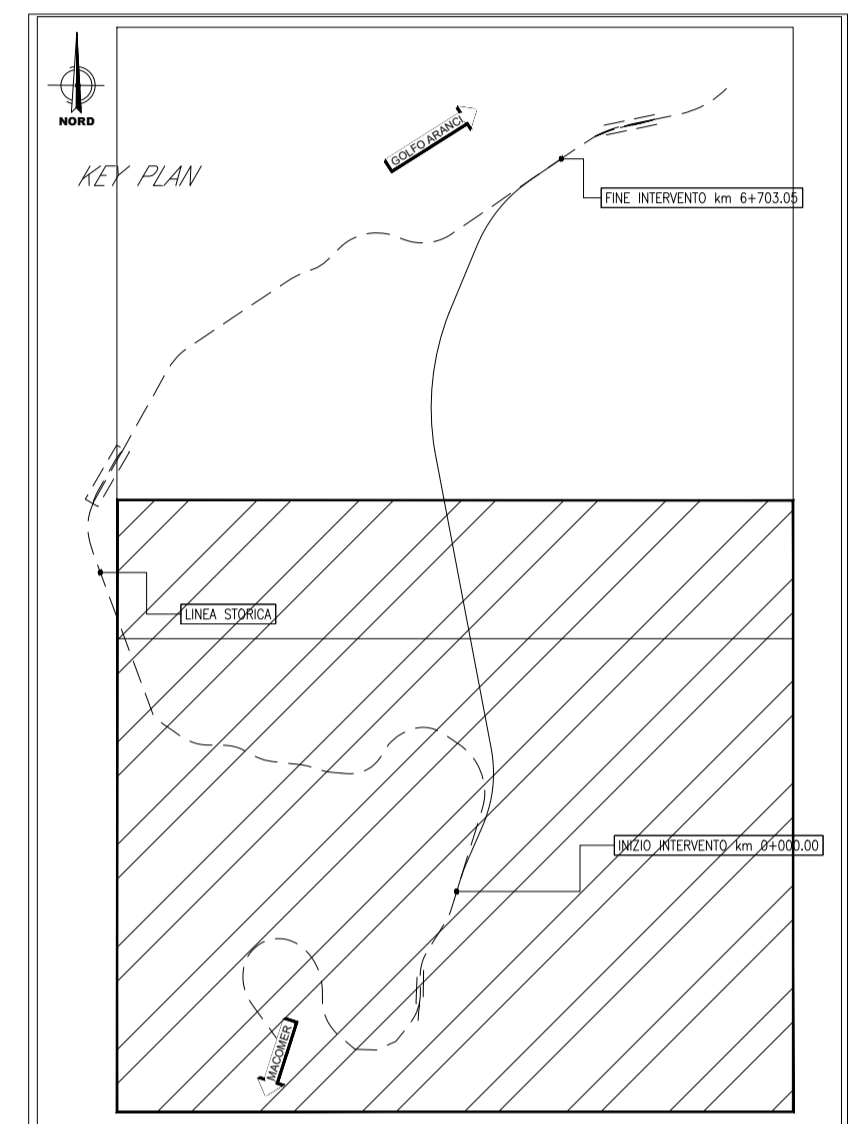 NORD
KEY PLAN
GOLFO ARANCI
FINE INTERVENTO km 6+703.05
LINEA STORICA
INIZIO INTERVENTO km 0+000.00
MACOMER